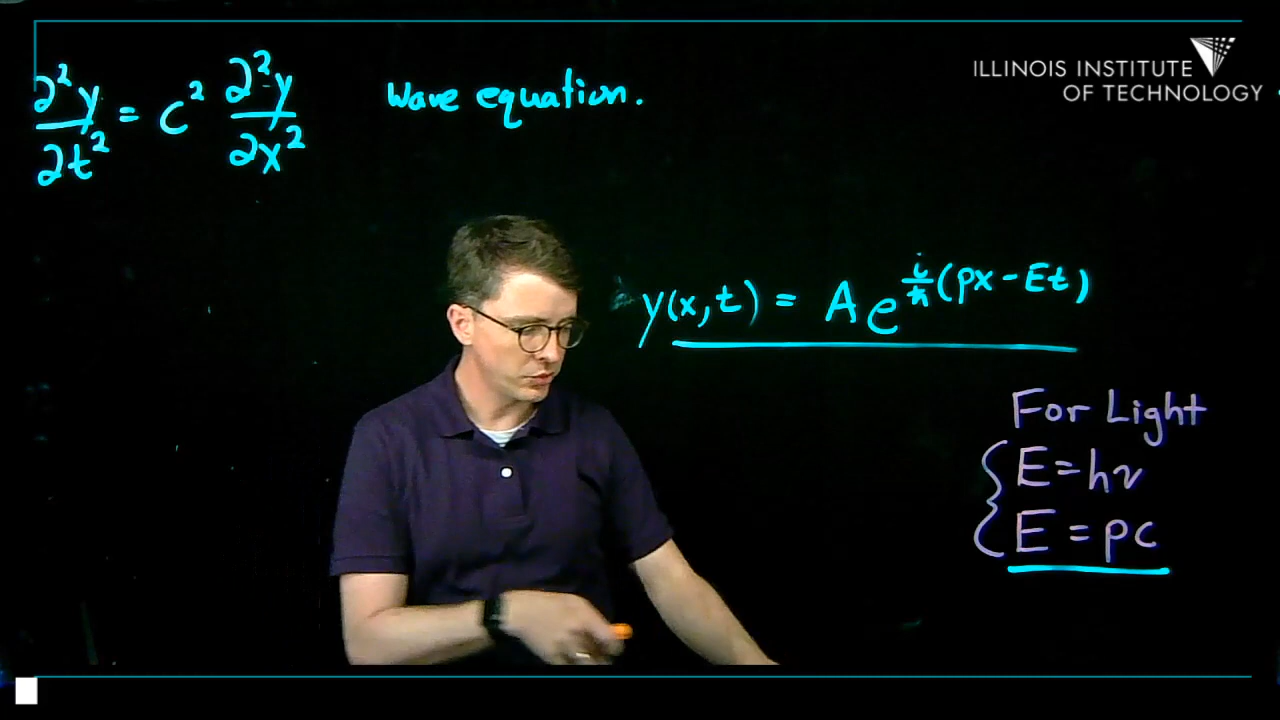 ILLINOIS INSTITUTE
OF TECHNOLOGY
∂²y/∂t² = c² ∂²y/∂x² wave equation.
y(x,t) = A e^{i/ħ(px-Et)}
For Light
E=hν
E=pc